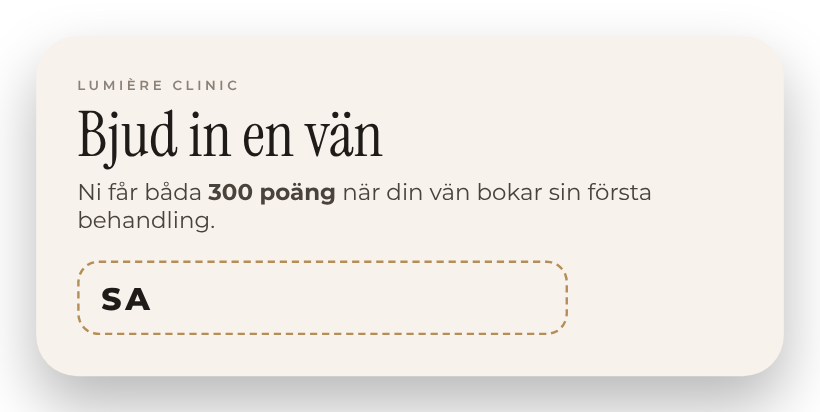 LUMIÈRE CLINIC
Bjud in en vän
Ni får båda 300 poäng när din vän bokar sin första
behandling.
SA